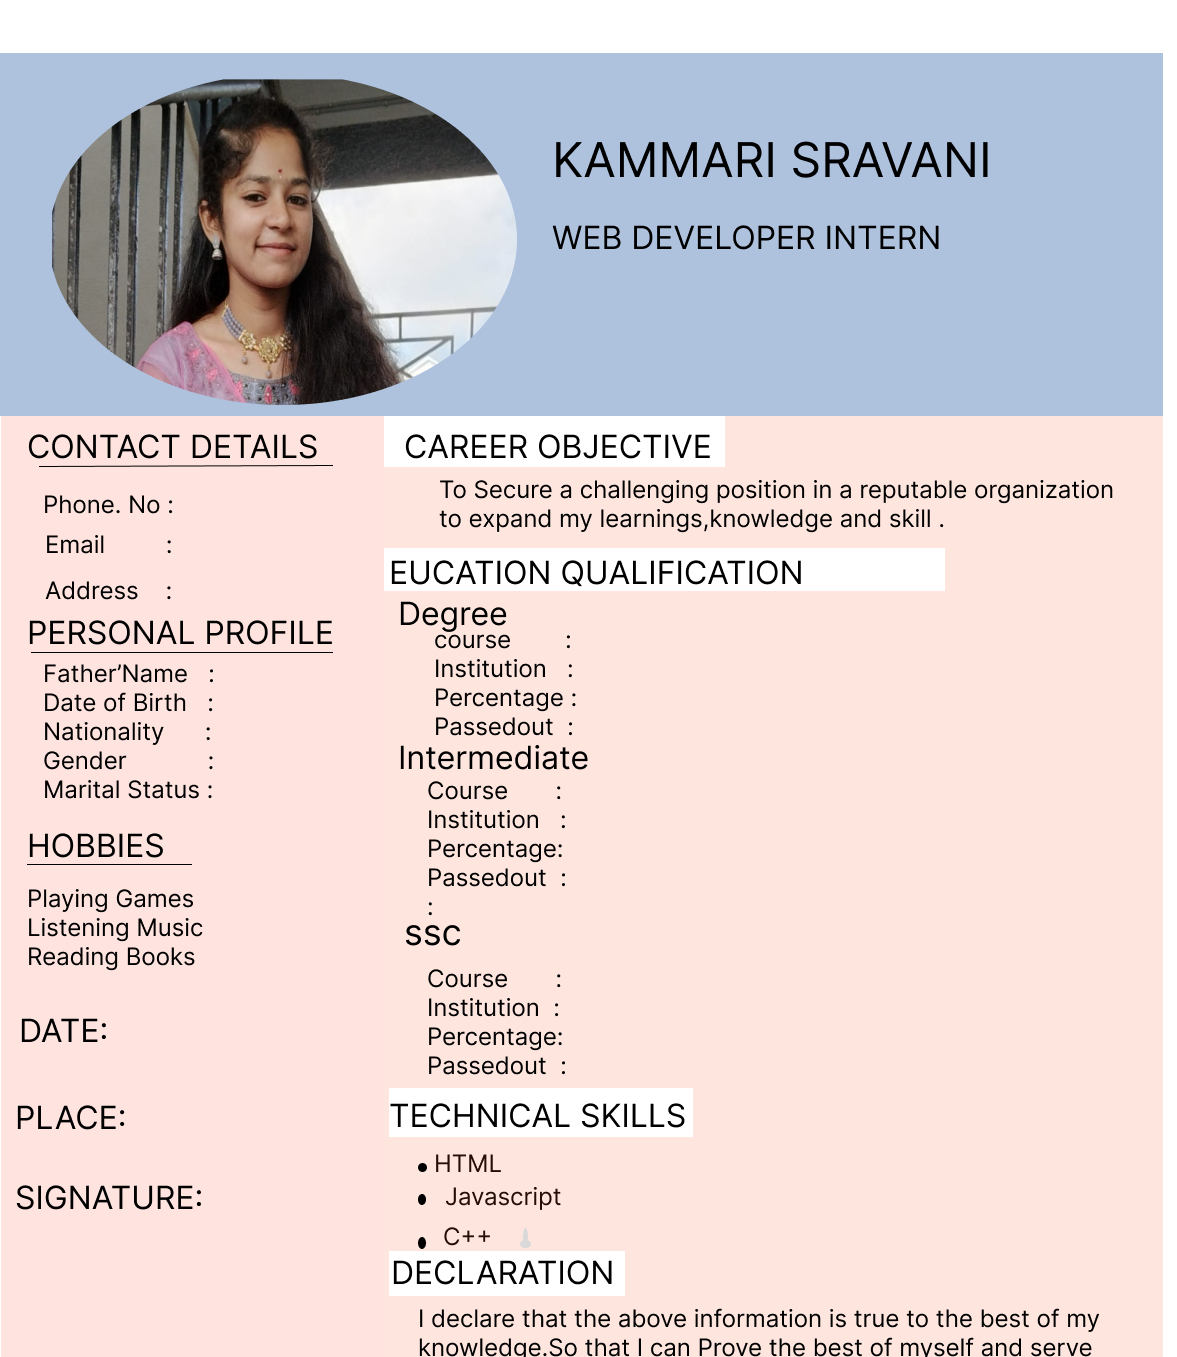 KAMMARI SRAVANI
WEB DEVELOPER INTERN
CONTACT DETAILS
Phone. No :
Email :
Address :
PERSONAL PROFILE
Father’Name :
Date of Birth :
Nationality :
Gender :
Marital Status :
HOBBIES
Playing Games
Listening Music
Reading Books
DATE:
PLACE:
SIGNATURE:
CAREER OBJECTIVE
To Secure a challenging position in a reputable organization
to expand my learnings,knowledge and skill .
EUCATION QUALIFICATION
Degree
course :
Institution :
Percentage :
Passedout :
Intermediate
Course :
Institution :
Percentage:
Passedout :
:
ssc
Course :
Institution :
Percentage:
Passedout :
TECHNICAL SKILLS
• HTML
• Javascript
• C++
DECLARATION
I declare that the above information is true to the best of my
knowledge.So that I can Prove the best of myself and serve